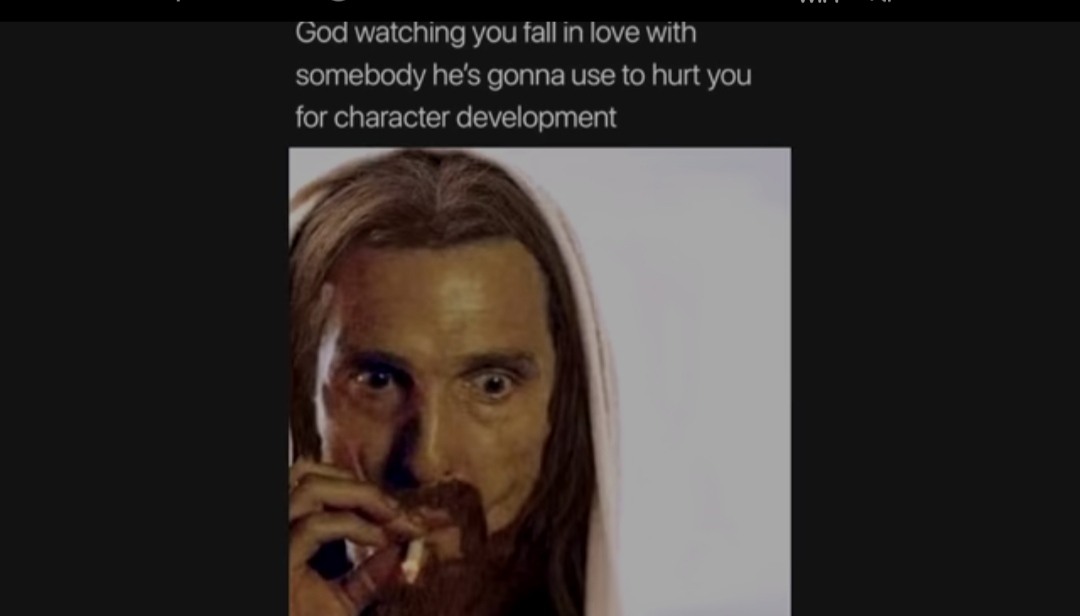 God watching you fall in love with
somebody he's gonna use to hurt you
for character development